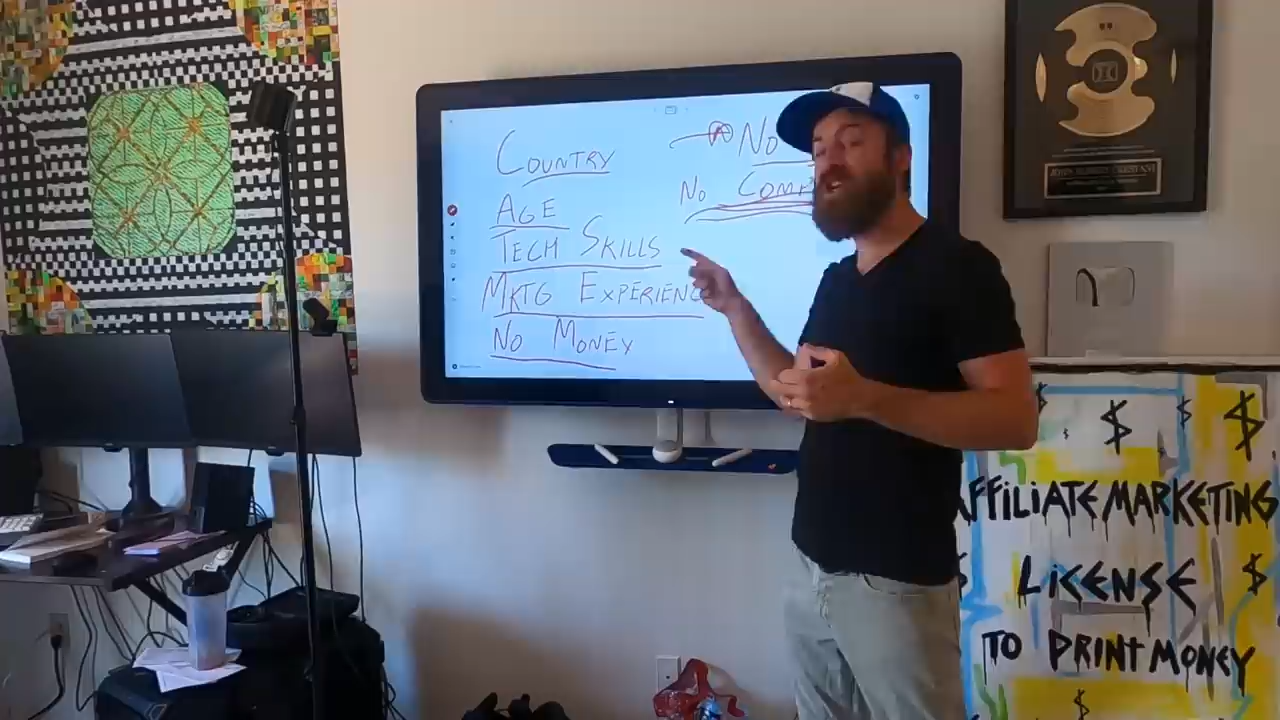 COUNTRY
AGE
TECH SKILLS
MKTG EXPERIENC
NO MONEY
NO
NO COMP
AFFILIATE MARKETING
LICENSE
TO PRINT MONEY
$ $ $ $
$ $
$